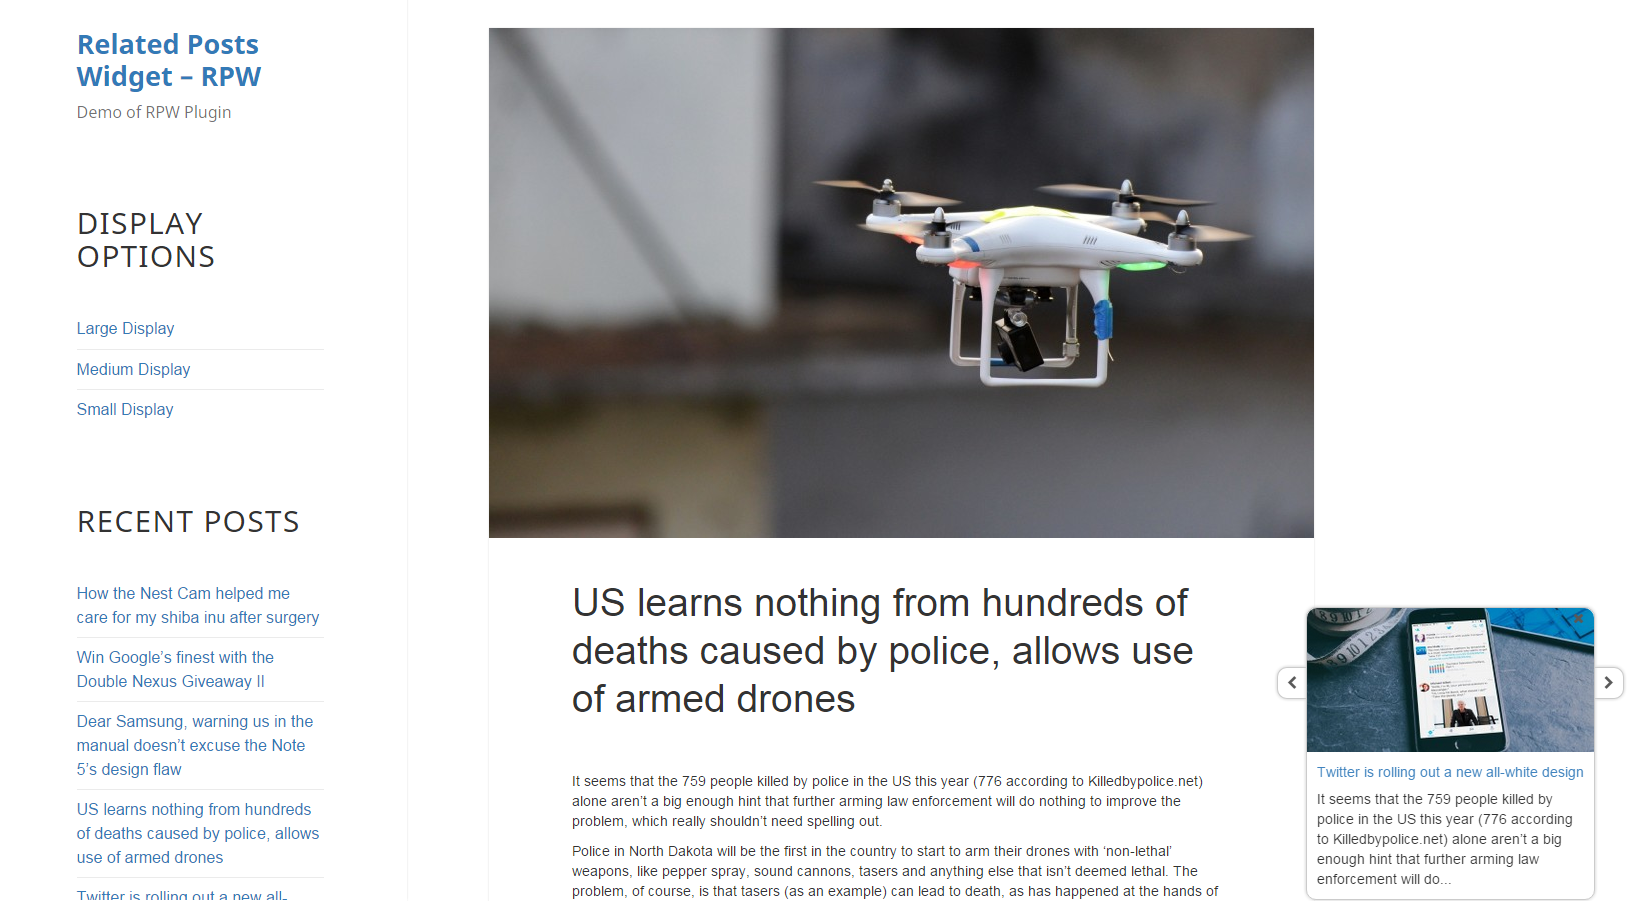 Related Posts
Widget – RPW
Demo of RPW Plugin
DISPLAY
OPTIONS
Large Display
Medium Display
Small Display
RECENT POSTS
How the Nest Cam helped me
care for my shiba inu after surgery
Win Google’s finest with the
Double Nexus Giveaway II
Dear Samsung, warning us in the
manual doesn’t excuse the Note
5’s design flaw
US learns nothing from hundreds
of deaths caused by police, allows
use of armed drones
Twitter is rolling out a new all-
US learns nothing from hundreds of
deaths caused by police, allows use
of armed drones
It seems that the 759 people killed by police in the US this year (776 according to Killedbypolice.net)
alone aren’t a big enough hint that further arming law enforcement will do nothing to improve the
problem, which really shouldn’t need spelling out.
Police in North Dakota will be the first in the country to start to arm their drones with ‘non-lethal’
weapons, like pepper spray, sound cannons, tasers and anything else that isn’t deemed lethal. The
problem, of course, is that tasers (as an example) can lead to death, as has happened at the hands of
Twitter is rolling out a new all-white design
It seems that the 759 people killed by
police in the US this year (776 according
to Killedbypolice.net) alone aren’t a big
enough hint that further arming law
enforcement will do...